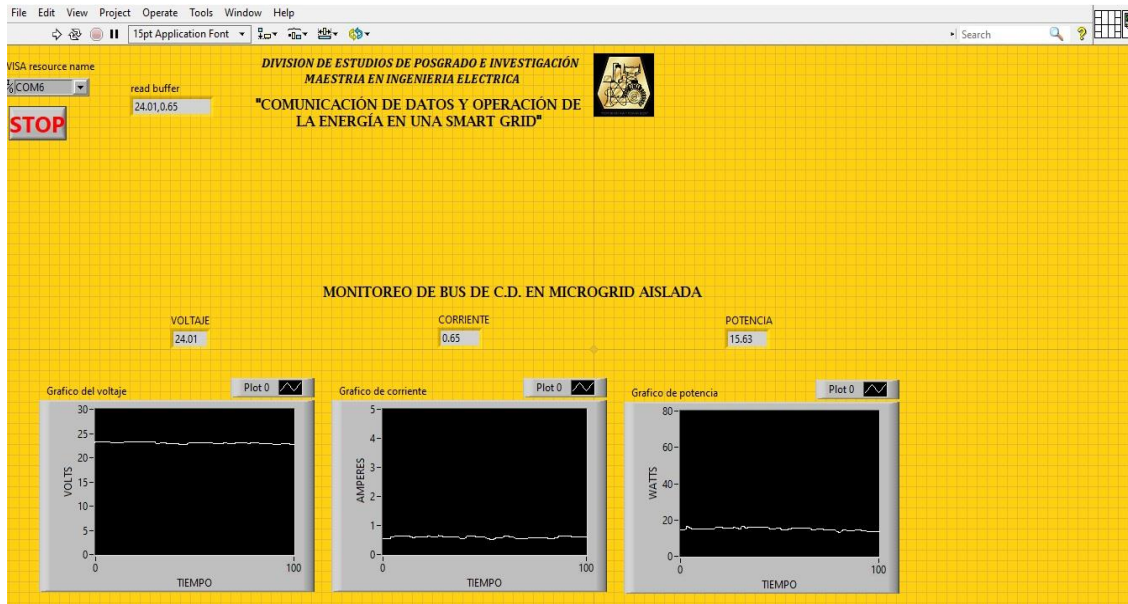 File Edit View Project Operate Tools Window Help
15pt Application Font
Search
VISA resource name
COM6
read buffer
24.01,0.65
STOP
DIVISION DE ESTUDIOS DE POSGRADO E INVESTIGACIÓN
MAESTRIA EN INGENIERIA ELECTRICA
"COMUNICACIÓN DE DATOS Y OPERACIÓN DE
LA ENERGÍA EN UNA SMART GRID"
MONITOREO DE BUS DE C.D. EN MICROGRID AISLADA
VOLTAJE
24.01
CORRIENTE
0.65
POTENCIA
15.63
Grafico del voltaje
Plot 0
30
25
20
15
10
5
0
VOLTS
0 100
TIEMPO
Grafico de corriente
Plot 0
5
4
3
2
1
0
AMPERES
0 100
TIEMPO
Grafico de potencia
Plot 0
80
60
40
20
0
WATTS
0 100
TIEMPO